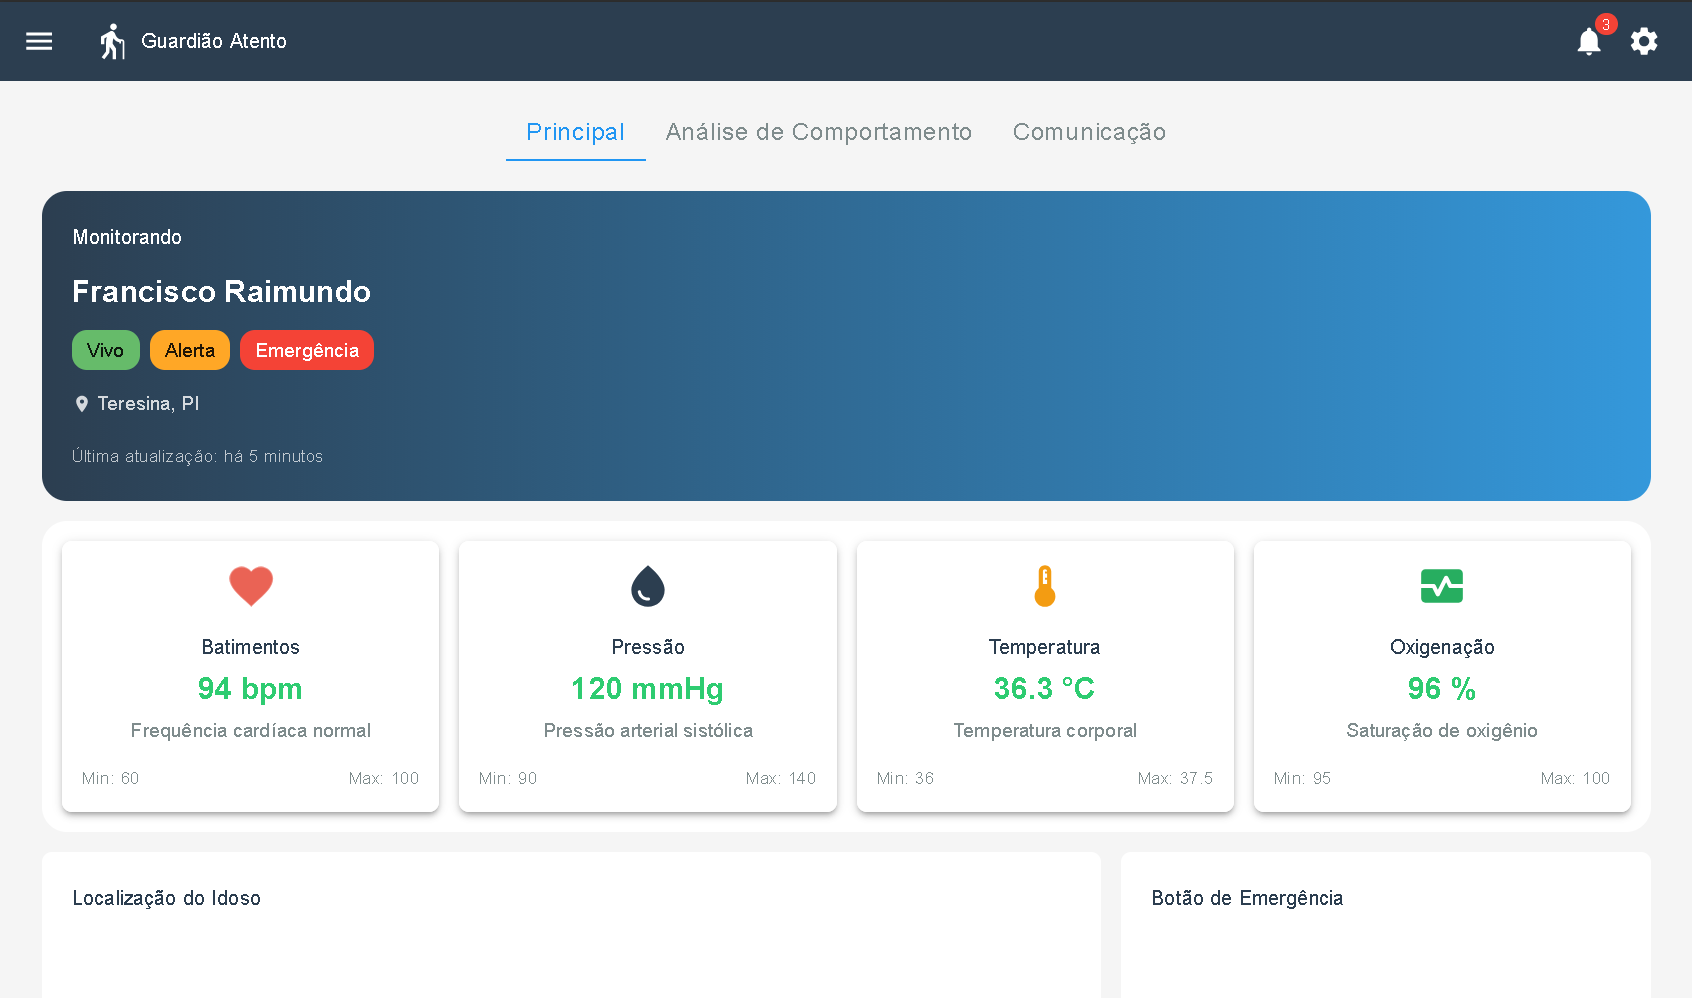 Guardião Atento
3
Principal Análise de Comportamento Comunicação
Monitorando
Francisco Raimundo
Vivo Alerta Emergência
Teresina, PI
Última atualização: há 5 minutos
Batimentos
94 bpm
Frequência cardíaca normal
Min: 60 Max: 100
Pressão
120 mmHg
Pressão arterial sistólica
Min: 90 Max: 140
Temperatura
36.3 °C
Temperatura corporal
Min: 36 Max: 37.5
Oxigenação
96 %
Saturação de oxigênio
Min: 95 Max: 100
Localização do Idoso
Botão de Emergência